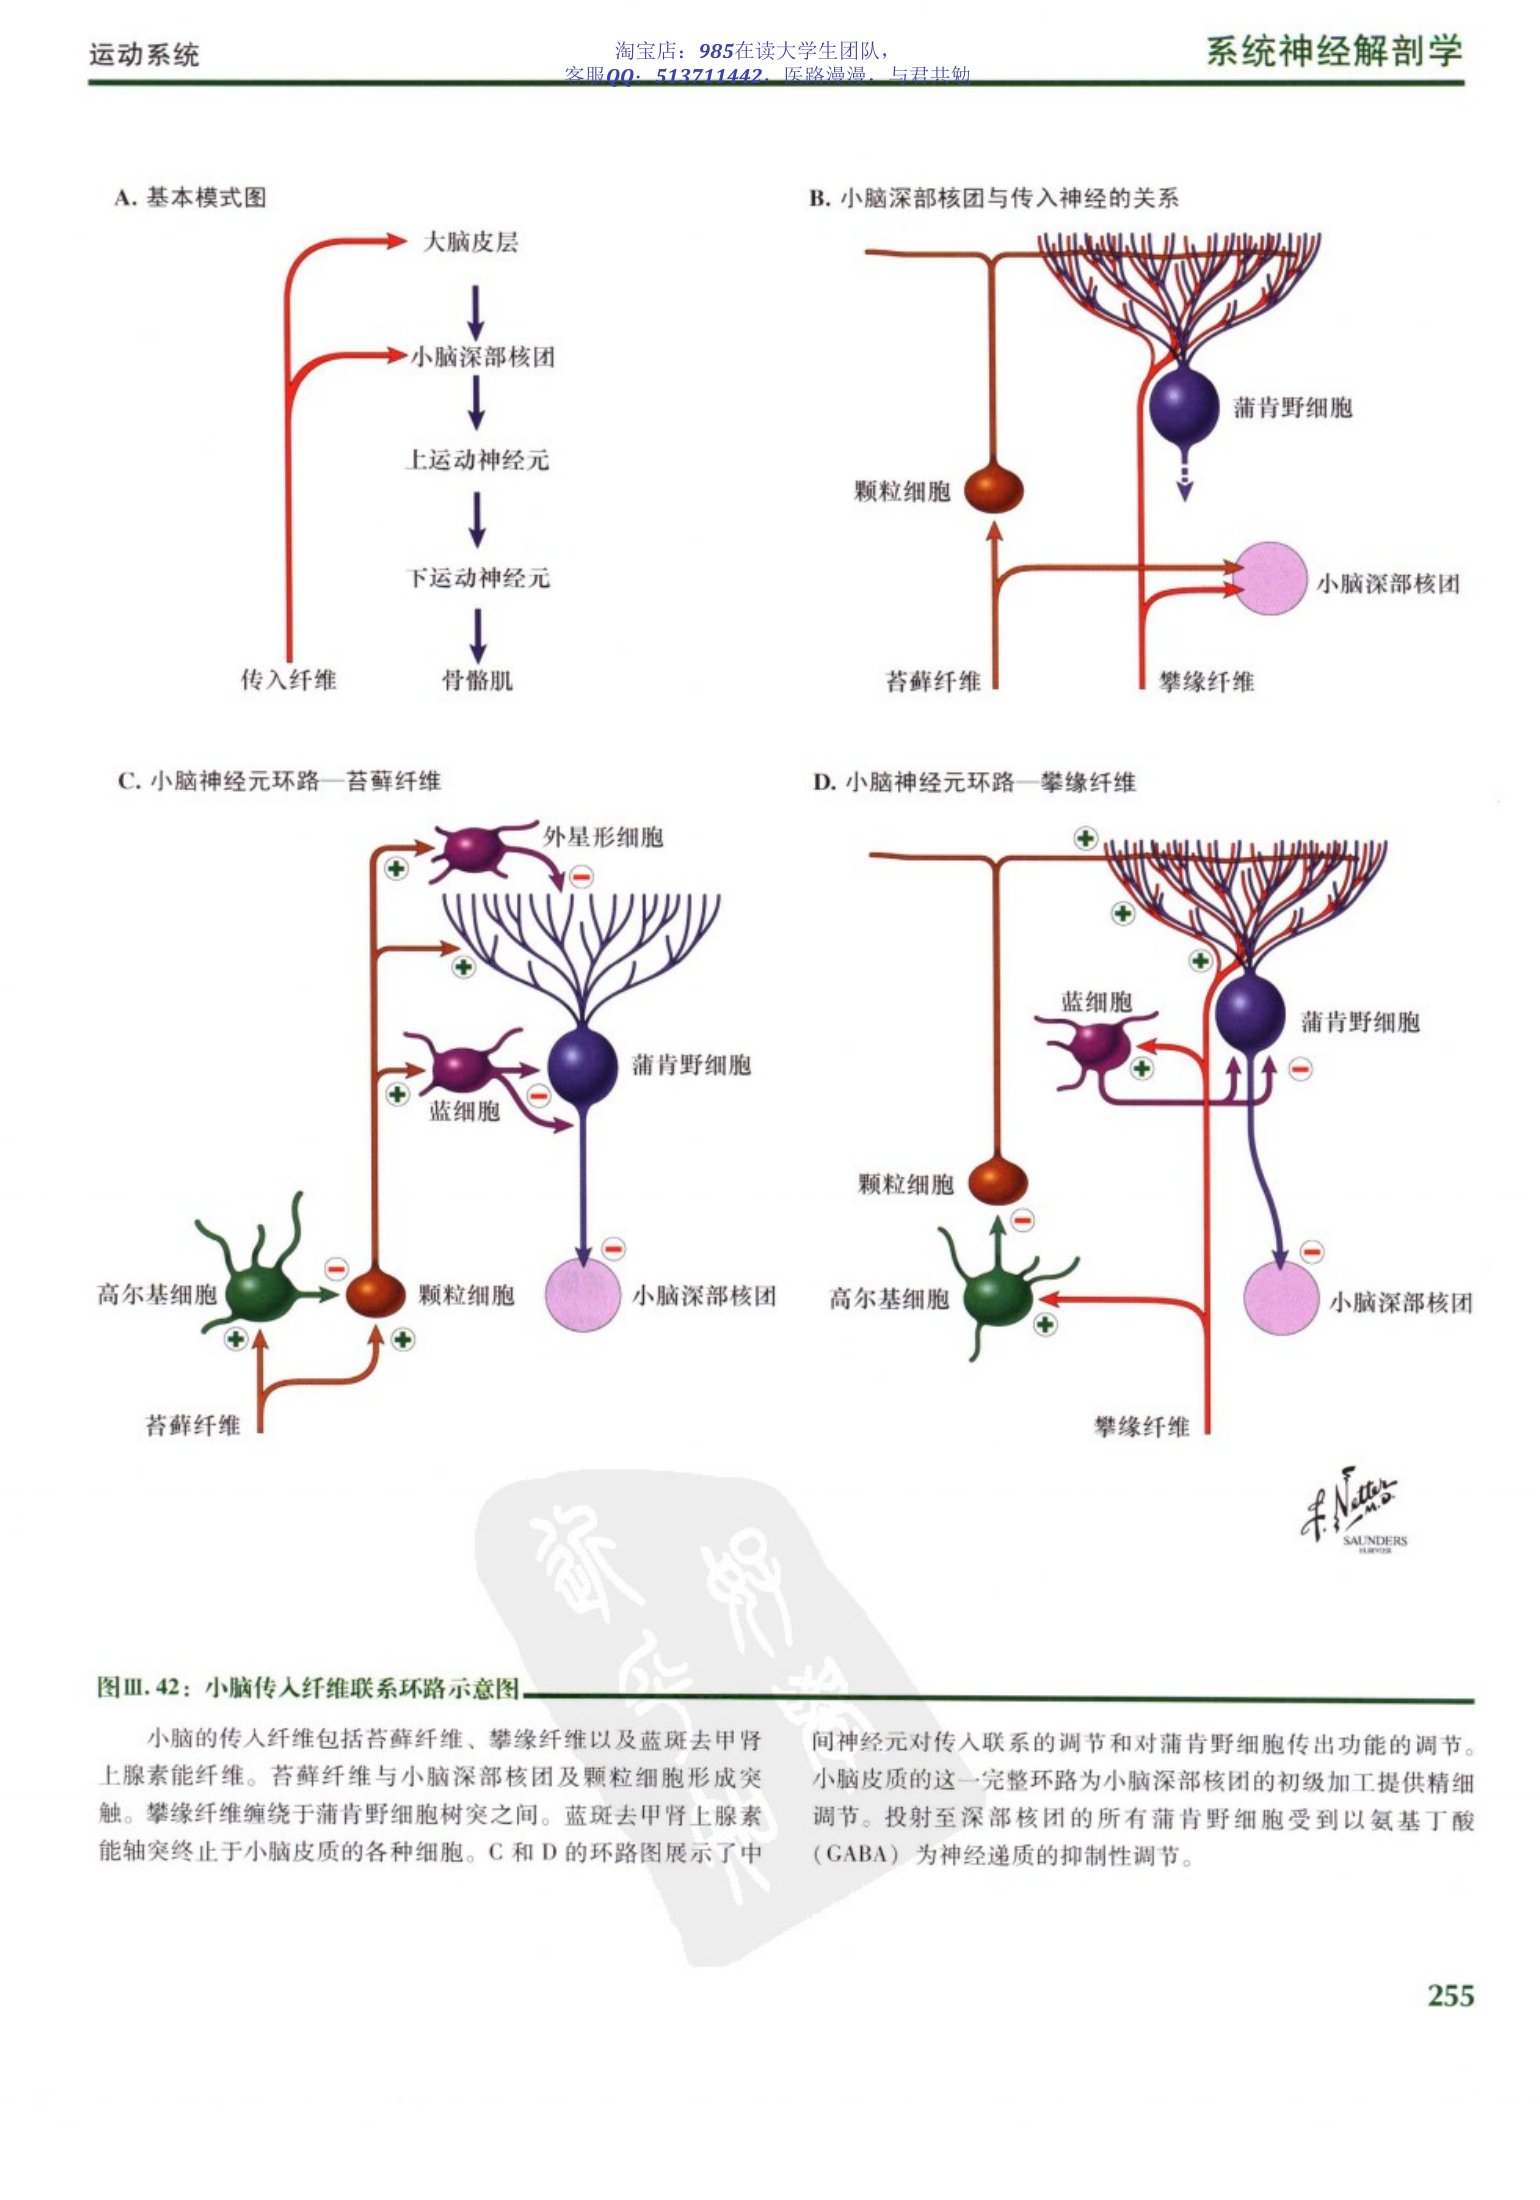 运动系统
淘宝店：985在读大学生团队，
客服QQ：513711442，医路漫漫，与君共勉
系统神经解剖学
A. 基本模式图
大脑皮层
小脑深部核团
上运动神经元
下运动神经元
传入纤维
骨骼肌
B. 小脑深部核团与传入神经的关系
蒲肯野细胞
颗粒细胞
小脑深部核团
苔藓纤维
攀缘纤维
C. 小脑神经元环路—苔藓纤维
外星形细胞
蒲肯野细胞
蓝细胞
高尔基细胞
颗粒细胞
小脑深部核团
苔藓纤维
D. 小脑神经元环路—攀缘纤维
蓝细胞
蒲肯野细胞
颗粒细胞
高尔基细胞
小脑深部核团
攀缘纤维
F. Netter
M.D.
SAUNDERS
ELSEVIER
图Ⅲ. 42：小脑传入纤维联系环路示意图
小脑的传人纤维包括苔藓纤维、攀缘纤维以及蓝斑去甲肾
上腺素能纤维。苔藓纤维与小脑深部核团及颗粒细胞形成突
触。攀缘纤维缠绕于蒲肯野细胞树突之间。蓝斑去甲肾上腺素
能轴突终止于小脑皮质的各种细胞。C 和 D 的环路图展示了中
间神经元对传入联系的调节和对蒲肯野细胞传出功能的调节。
小脑皮质的这一完整环路为小脑深部核团的初级加工提供精细
调节。投射至深部核团的所有蒲肯野细胞受到以氨基丁酸
（GABA） 为神经递质的抑制性调节。
255